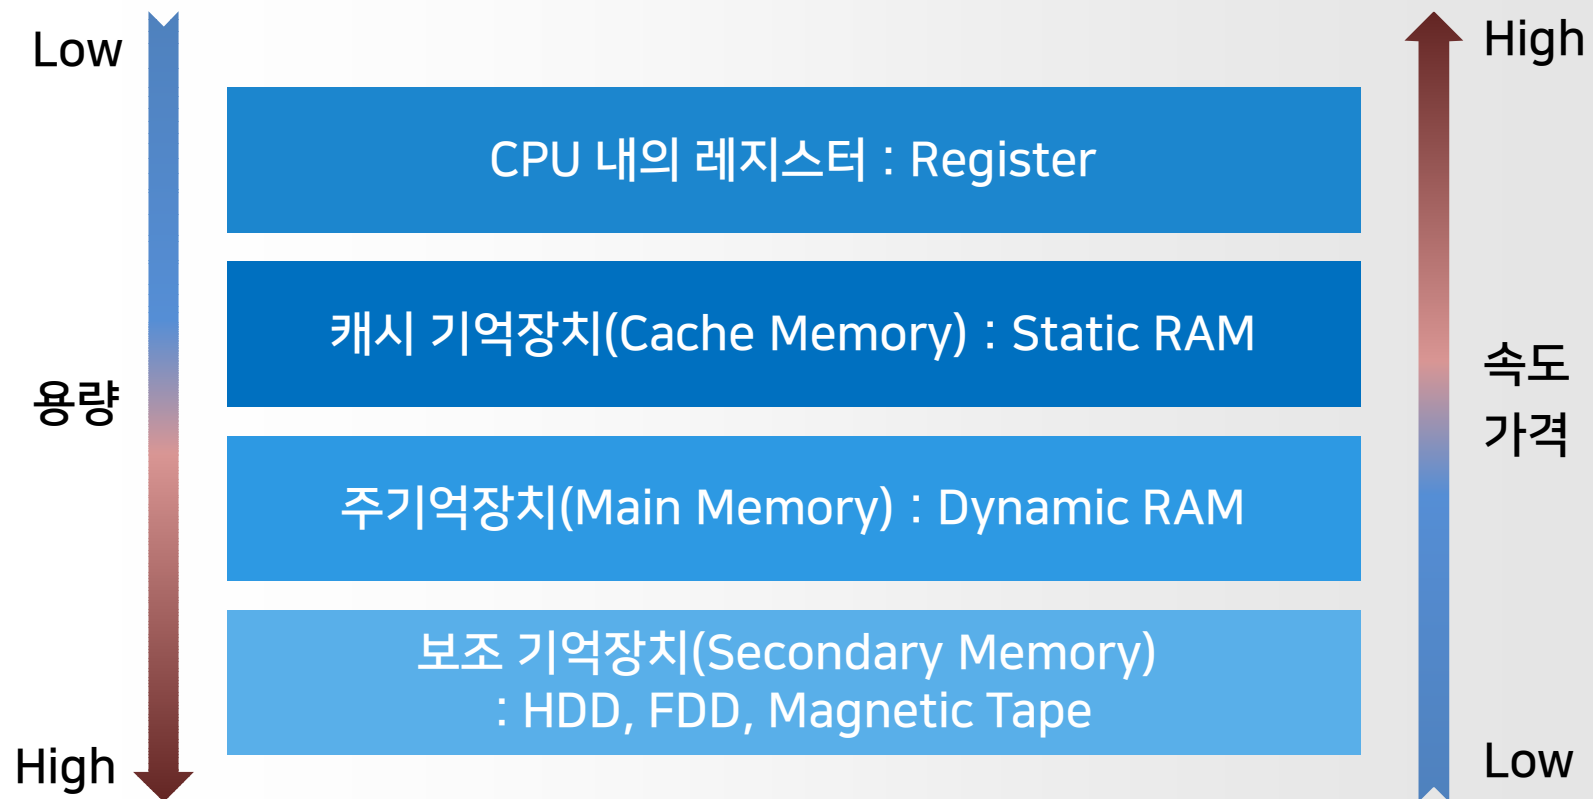 Low
High
CPU 내의 레지스터 : Register
캐시 기억장치(Cache Memory) : Static RAM
용량
속도
가격
주기억장치(Main Memory) : Dynamic RAM
보조 기억장치(Secondary Memory)
: HDD, FDD, Magnetic Tape
High
Low